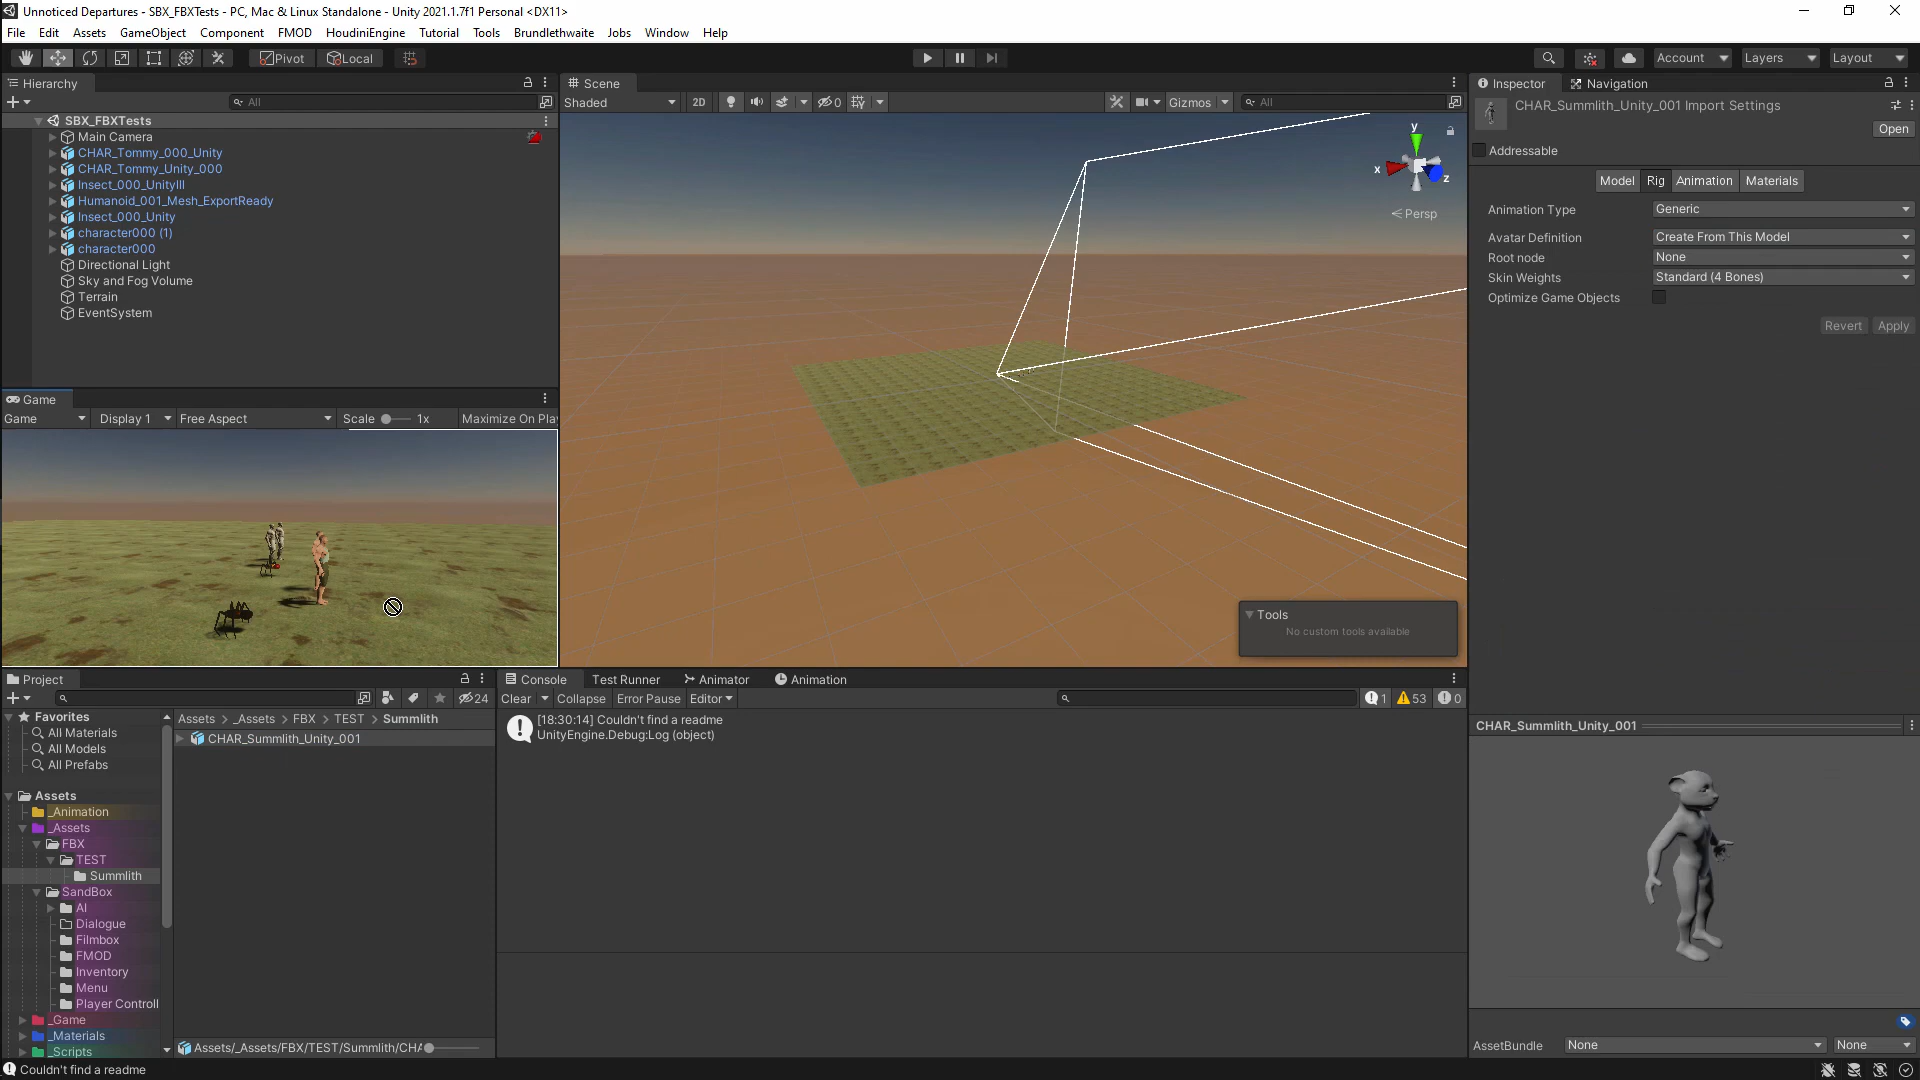 Unnoticed Departures - SBX_FBXTests - PC, Mac & Linux Standalone - Unity 2021.1.7f1 Personal <DX11>
File Edit Assets GameObject Component FMOD HoudiniEngine Tutorial Tools Brundlethwaite Jobs Window Help
Pivot Local Account Layers Layout
Hierarchy
All
SBX_FBXTests
Main Camera
CHAR_Tommy_000_Unity
CHAR_Tommy_Unity_000
Insect_000_UnityIII
Humanoid_001_Mesh_ExportReady
Insect_000_Unity
character000 (1)
character000
Directional Light
Sky and Fog Volume
Terrain
EventSystem
Game
Game Display 1 Free Aspect Scale 1x Maximize On Pla
Scene
Shaded 2D 0 Gizmos All
y
x
z
Persp
Tools
No custom tools available
Inspector Navigation
CHAR_Summlith_Unity_001 Import Settings
Open
Addressable
Model Rig Animation Materials
Animation Type Generic
Avatar Definition Create From This Model
Root node None
Skin Weights Standard (4 Bones)
Optimize Game Objects
Revert Apply
Project
24
Favorites
All Materials
All Models
All Prefabs
Assets
_Animation
_Assets
FBX
TEST
Summlith
SandBox
AI
Dialogue
Filmbox
FMOD
Inventory
Menu
Player Controll
_Game
_Materials
_Scripts
Assets > _Assets > FBX > TEST > Summlith
CHAR_Summlith_Unity_001
Assets/_Assets/FBX/TEST/Summlith/CHA
Console Test Runner Animator Animation
Clear Collapse Error Pause Editor 1 53 0
[18:30:14] Couldn't find a readme
UnityEngine.Debug:Log (object)
CHAR_Summlith_Unity_001
AssetBundle None None
Couldn't find a readme